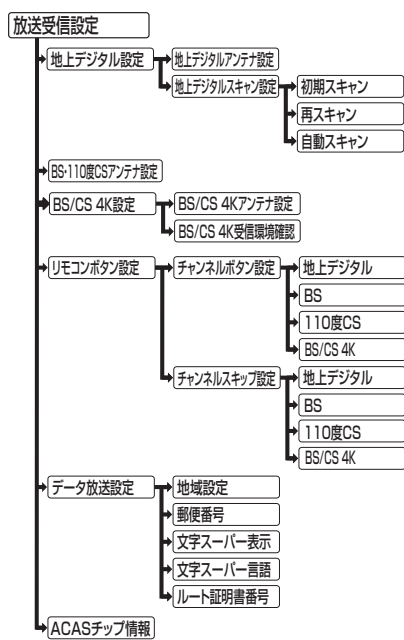 放送受信設定
地上デジタル設定
地上デジタルアンテナ設定
地上デジタルスキャン設定
初期スキャン
再スキャン
自動スキャン
BS・110度CSアンテナ設定
BS/CS 4K設定
BS/CS 4Kアンテナ設定
BS/CS 4K受信環境確認
リモコンボタン設定
チャンネルボタン設定
地上デジタル
BS
110度CS
BS/CS 4K
チャンネルスキップ設定
地上デジタル
BS
110度CS
BS/CS 4K
データ放送設定
地域設定
郵便番号
文字スーパー表示
文字スーパー言語
ルート証明書番号
ACASチップ情報